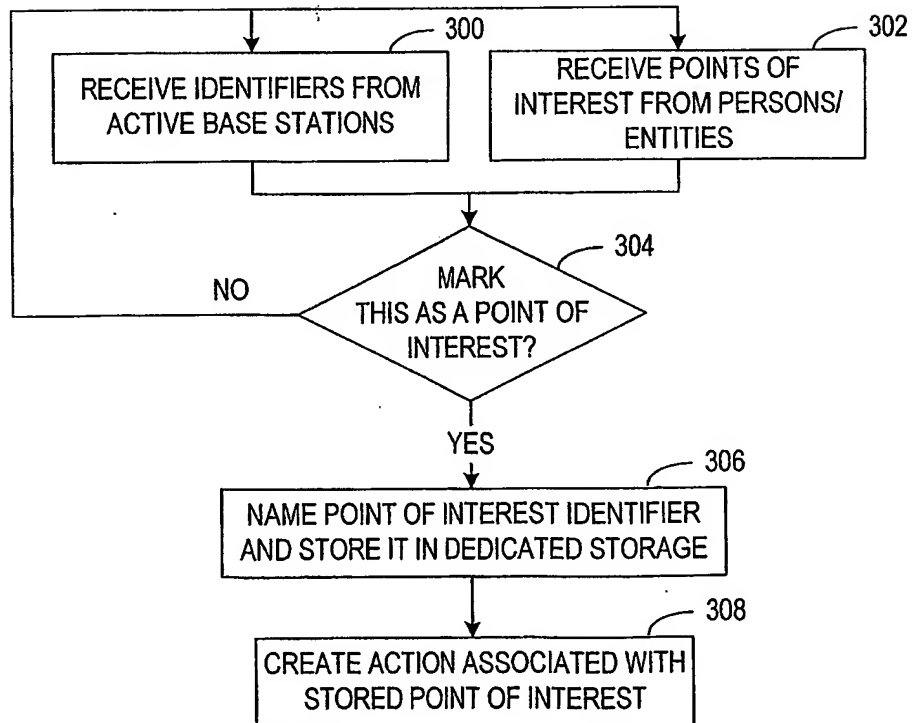 300
RECEIVE IDENTIFIERS FROM
ACTIVE BASE STATIONS
302
RECEIVE POINTS OF
INTEREST FROM PERSONS/
ENTITIES
304
MARK
THIS AS A POINT OF
INTEREST?
NO
YES
306
NAME POINT OF INTEREST IDENTIFIER
AND STORE IT IN DEDICATED STORAGE
308
CREATE ACTION ASSOCIATED WITH
STORED POINT OF INTEREST